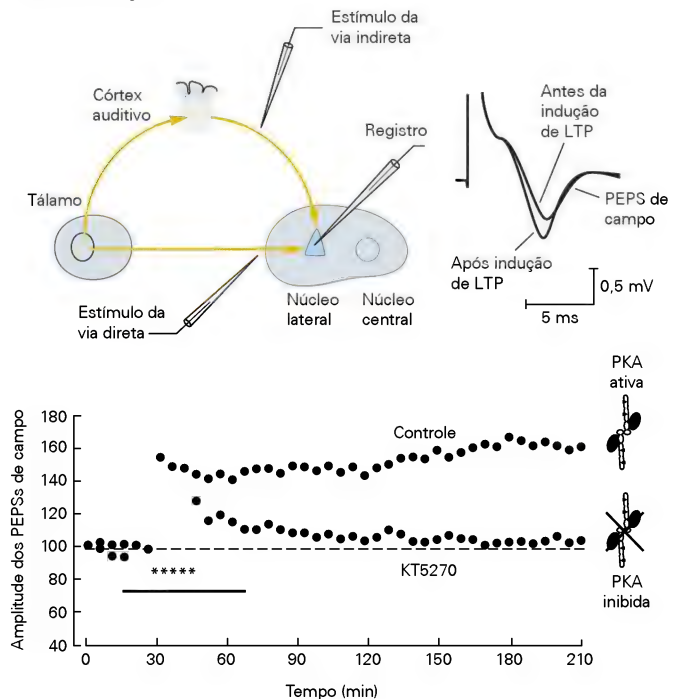 Estímulo da
via indireta
Córtex
auditivo
Registro
Tálamo
Estímulo da
via direta
Núcleo
lateral
Núcleo
central
Antes da
indução
de LTP
PEPS de
campo
Após indução
de LTP
0,5 mV
5 ms
PKA
ativa
Amplitude dos PEPSs de campo
180
160
140
120
100
80
60
40
Controle
KT5270
*****
PKA
inibida
0 30 60 90 120 150 180 210
Tempo (min)